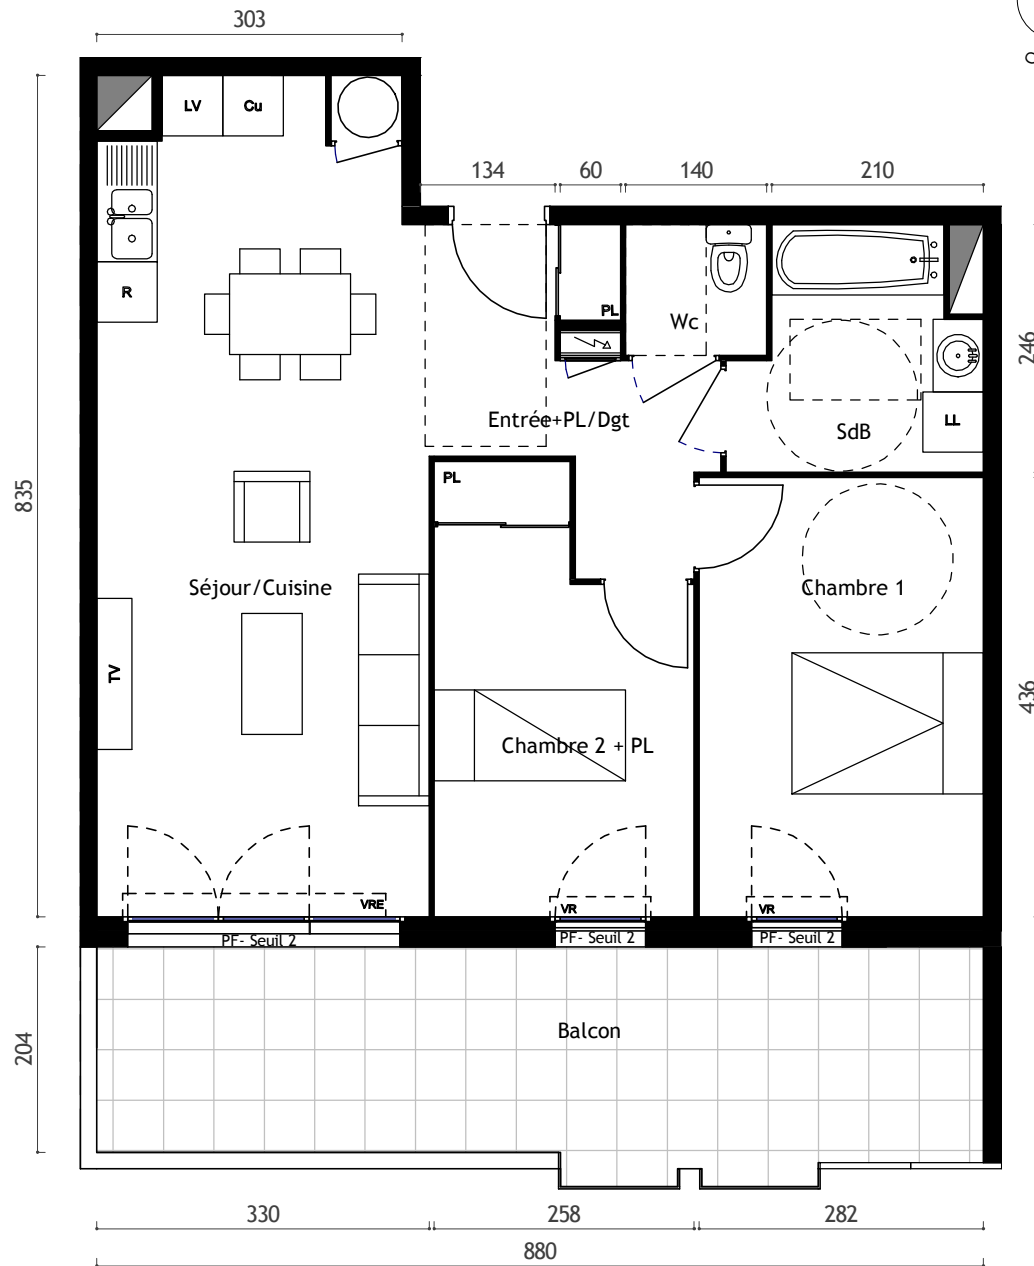 303
LV
Cu
134
60
140
210
R
PL
Wc
246
Entrée+PL/Dgt
SdB
LL
PL
835
Séjour/Cuisine
Chambre 1
TV
436
Chambre 2 + PL
VRE
VR
VR
PF- Seuil 2
PF- Seuil 2
PF- Seuil 2
Balcon
204
330
258
282
880